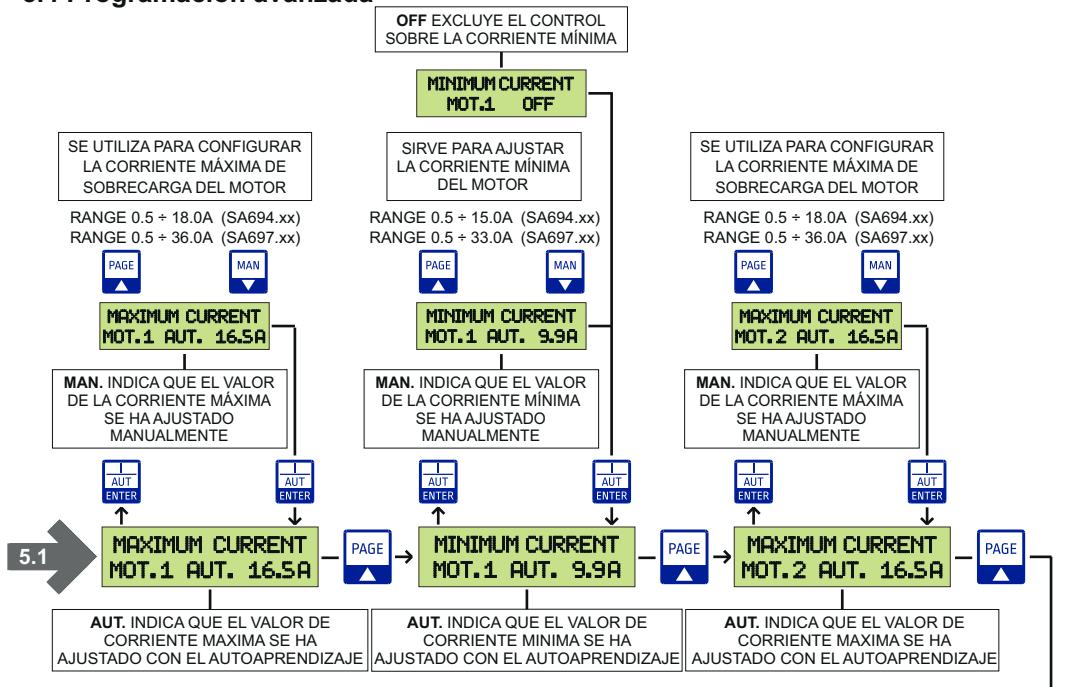 5.1 Programación avanzada
OFF EXCLUYE EL CONTROL
SOBRE LA CORRIENTE MÍNIMA
MINIMUM CURRENT
MOT.1 OFF
SE UTILIZA PARA CONFIGURAR
LA CORRIENTE MÁXIMA DE
SOBRECARGA DEL MOTOR
RANGE 0.5 ÷ 18.0A (SA694.xx)
RANGE 0.5 ÷ 36.0A (SA697.xx)
PAGE
MAN
MAXIMUM CURRENT
MOT.1 AUT. 16.5A
MAN. INDICA QUE EL VALOR
DE LA CORRIENTE MÁXIMA
SE HA AJUSTADO
MANUALMENTE
AUT
ENTER
AUT
ENTER
SIRVE PARA AJUSTAR
LA CORRIENTE MÍNIMA
DEL MOTOR
RANGE 0.5 ÷ 15.0A (SA694.xx)
RANGE 0.5 ÷ 33.0A (SA697.xx)
PAGE
MAN
MINIMUM CURRENT
MOT.1 AUT. 9.9A
MAN. INDICA QUE EL VALOR
DE LA CORRIENTE MÍNIMA
SE HA AJUSTADO
MANUALMENTE
AUT
ENTER
AUT
ENTER
SE UTILIZA PARA CONFIGURAR
LA CORRIENTE MÁXIMA DE
SOBRECARGA DEL MOTOR
RANGE 0.5 ÷ 18.0A (SA694.xx)
RANGE 0.5 ÷ 36.0A (SA697.xx)
PAGE
MAN
MAXIMUM CURRENT
MOT.2 AUT. 16.5A
MAN. INDICA QUE EL VALOR
DE LA CORRIENTE MÁXIMA
SE HA AJUSTADO
MANUALMENTE
AUT
ENTER
AUT
ENTER
5.1
MAXIMUM CURRENT
MOT.1 AUT. 16.5A
PAGE
MINIMUM CURRENT
MOT.1 AUT. 9.9A
PAGE
MAXIMUM CURRENT
MOT.2 AUT. 16.5A
PAGE
AUT. INDICA QUE EL VALOR DE
CORRIENTE MAXIMA SE HA
AJUSTADO CON EL AUTOAPRENDIZAJE
AUT. INDICA QUE EL VALOR DE
CORRIENTE MINIMA SE HA
AJUSTADO CON EL AUTOAPRENDIZAJE
AUT. INDICA QUE EL VALOR DE
CORRIENTE MAXIMA SE HA
AJUSTADO CON EL AUTOAPRENDIZAJE